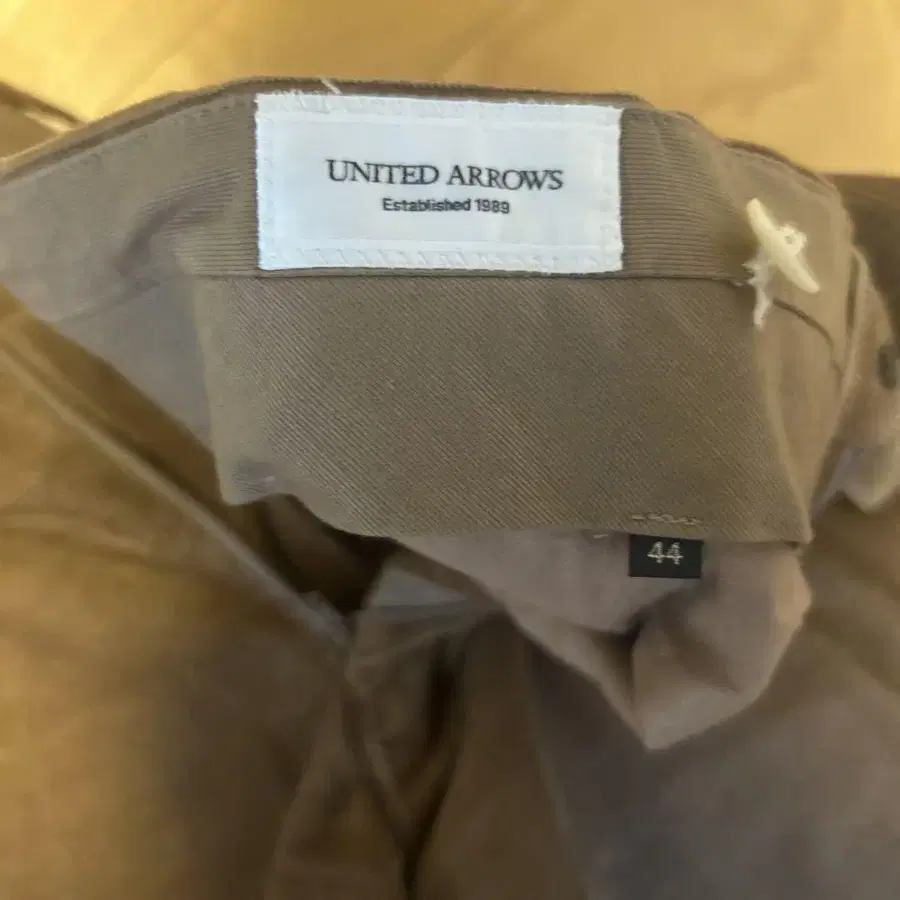 UNITED ARROWS
Established 1989
44